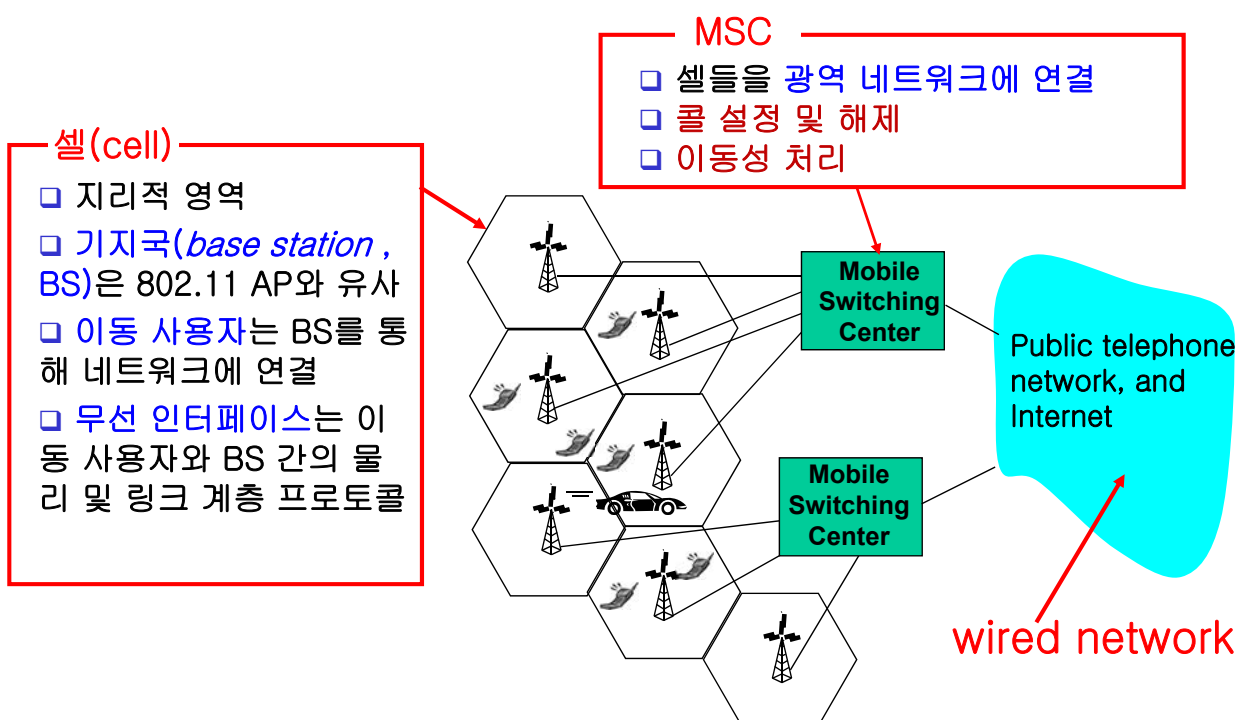 MSC
❑ 셀들을 광역 네트워크에 연결
❑ 콜 설정 및 해제
❑ 이동성 처리
셀(cell)
❑ 지리적 영역
❑ 기지국(base station ,
BS)은 802.11 AP와 유사
❑ 이동 사용자는 BS를 통
해 네트워크에 연결
❑ 무선 인터페이스는 이
동 사용자와 BS 간의 물
리 및 링크 계층 프로토콜
Mobile
Switching
Center
Public telephone
network, and
Internet
Mobile
Switching
Center
wired network